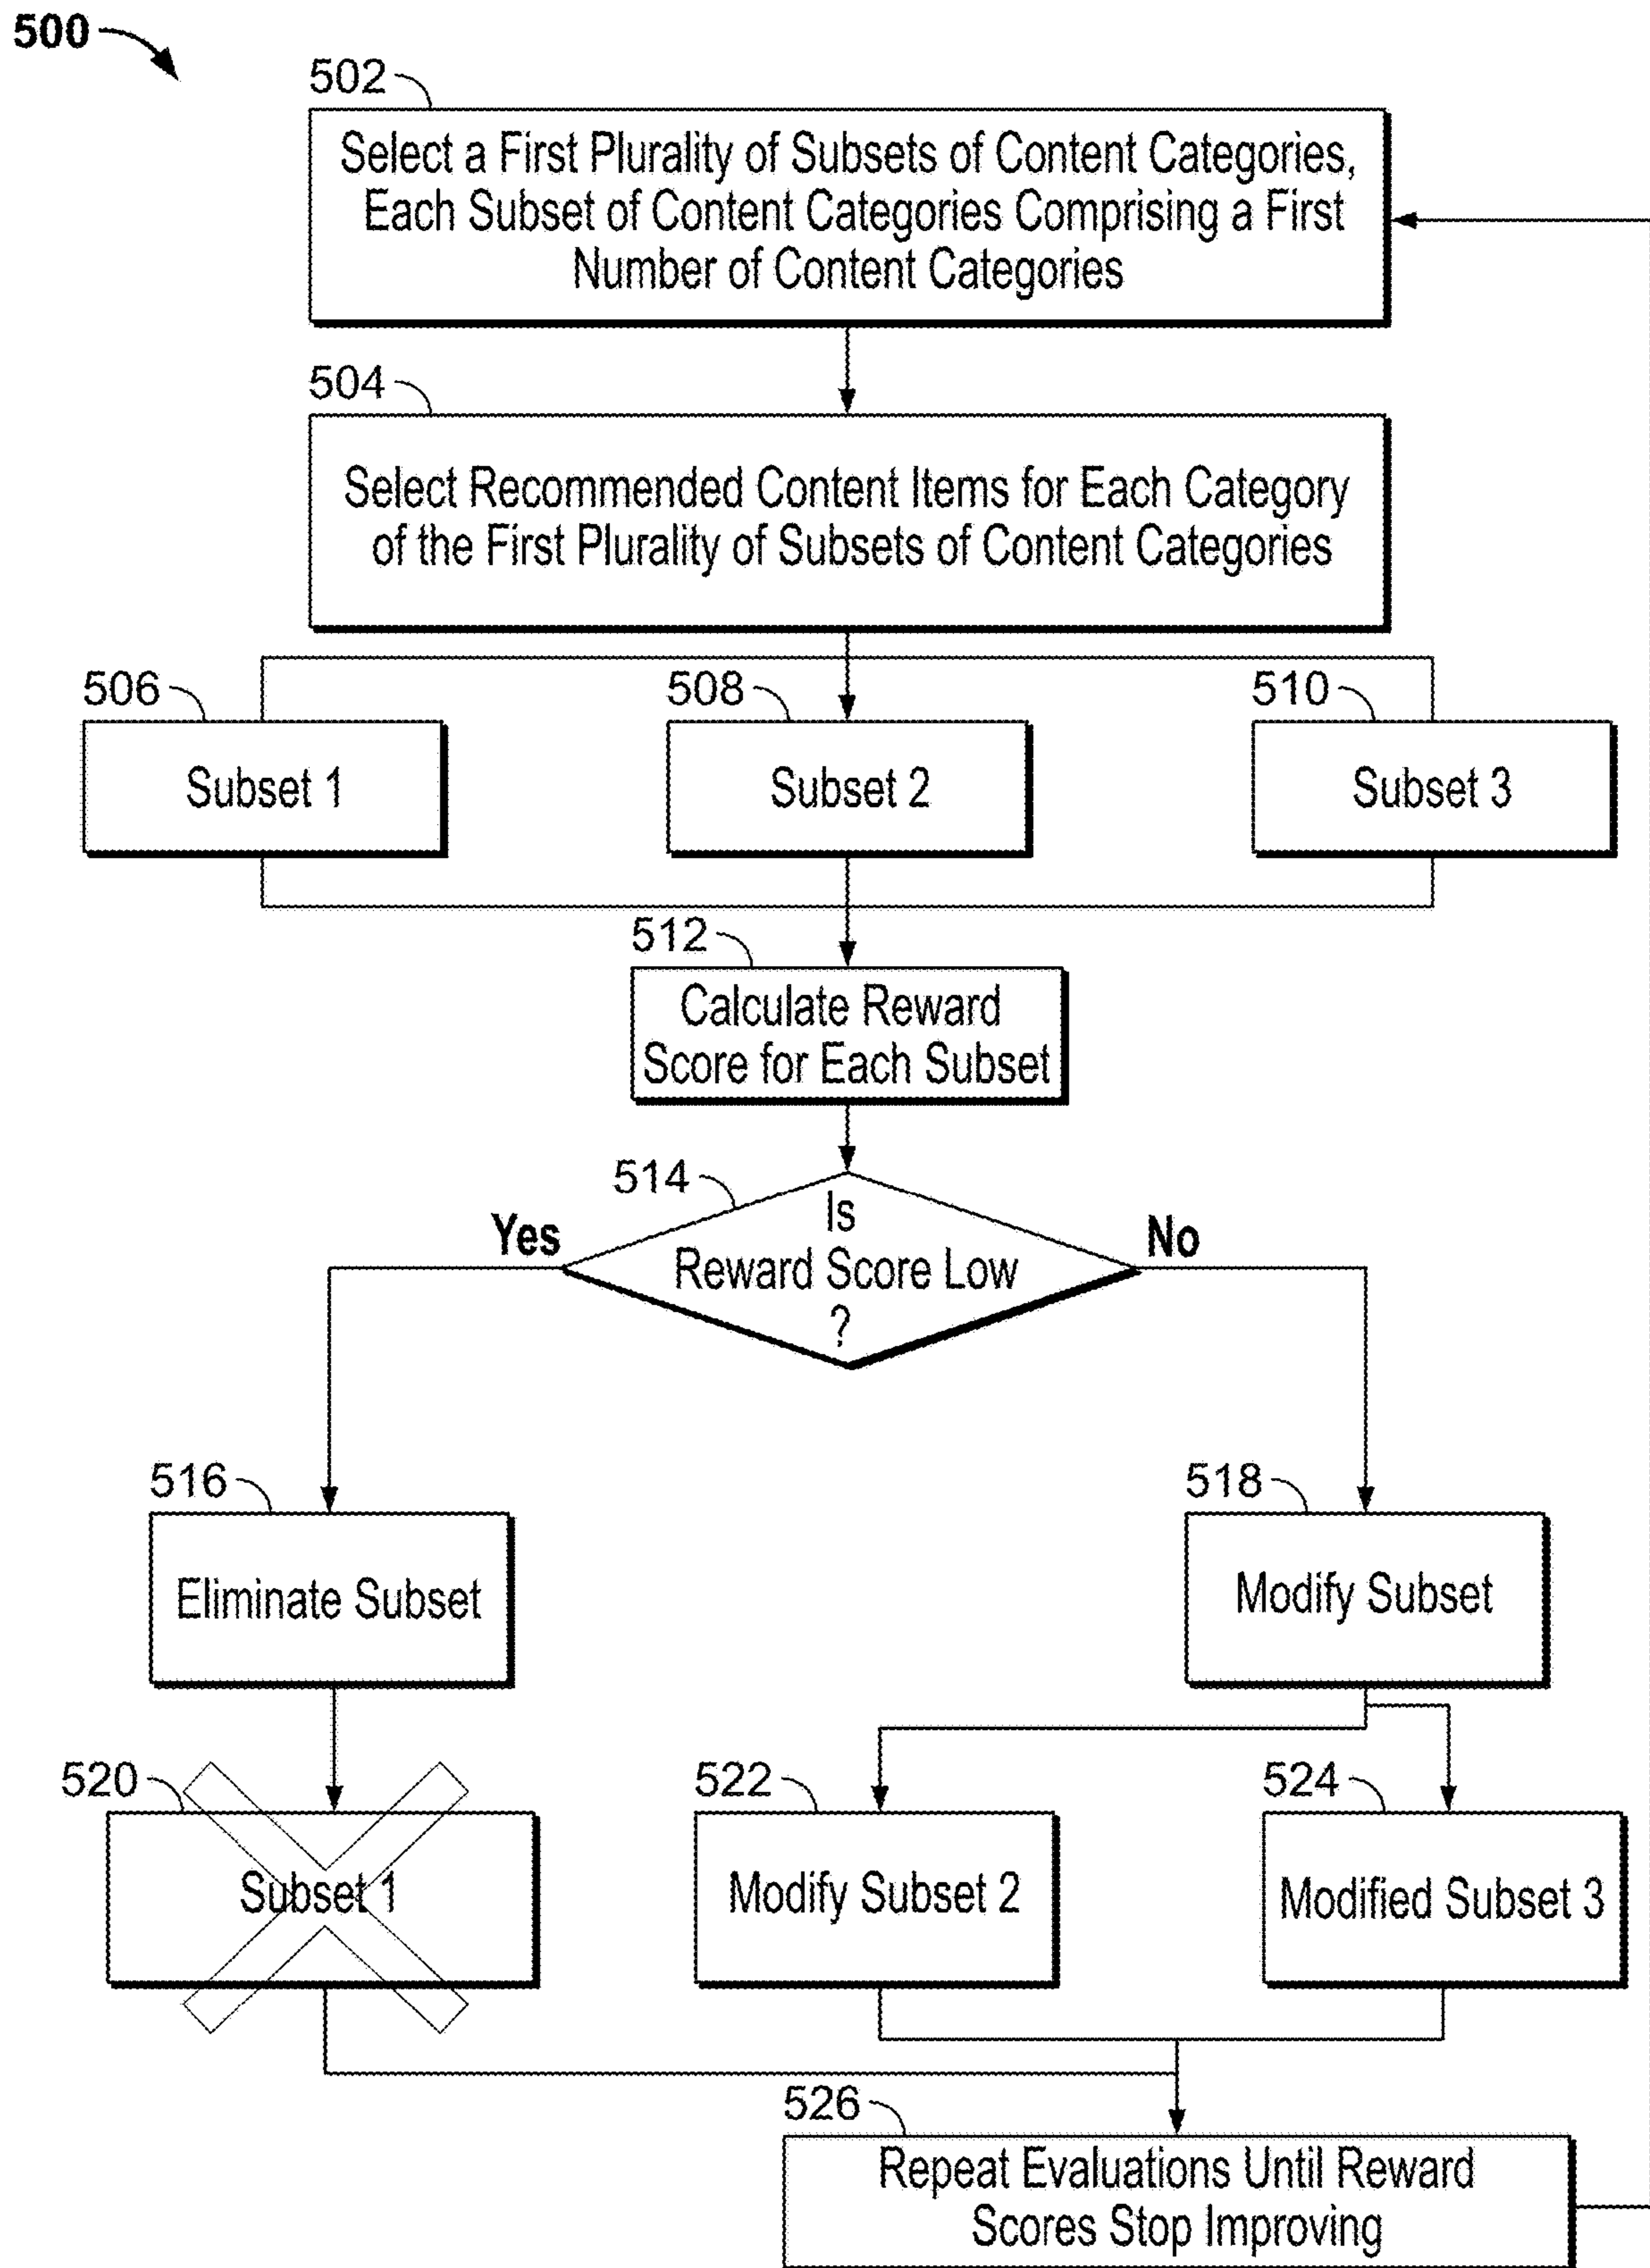 500
502
Select a First Plurality of Subsets of Content Categories,
Each Subset of Content Categories Comprising a First
Number of Content Categories
504
Select Recommended Content Items for Each Category
of the First Plurality of Subsets of Content Categories
506
508
510
Subset 1
Subset 2
Subset 3
512
Calculate Reward
Score for Each Subset
514
Is
Reward Score Low
?
Yes
No
516
518
Eliminate Subset
Modify Subset
520
522
524
Subset 1
Modify Subset 2
Modified Subset 3
526
Repeat Evaluations Until Reward
Scores Stop Improving